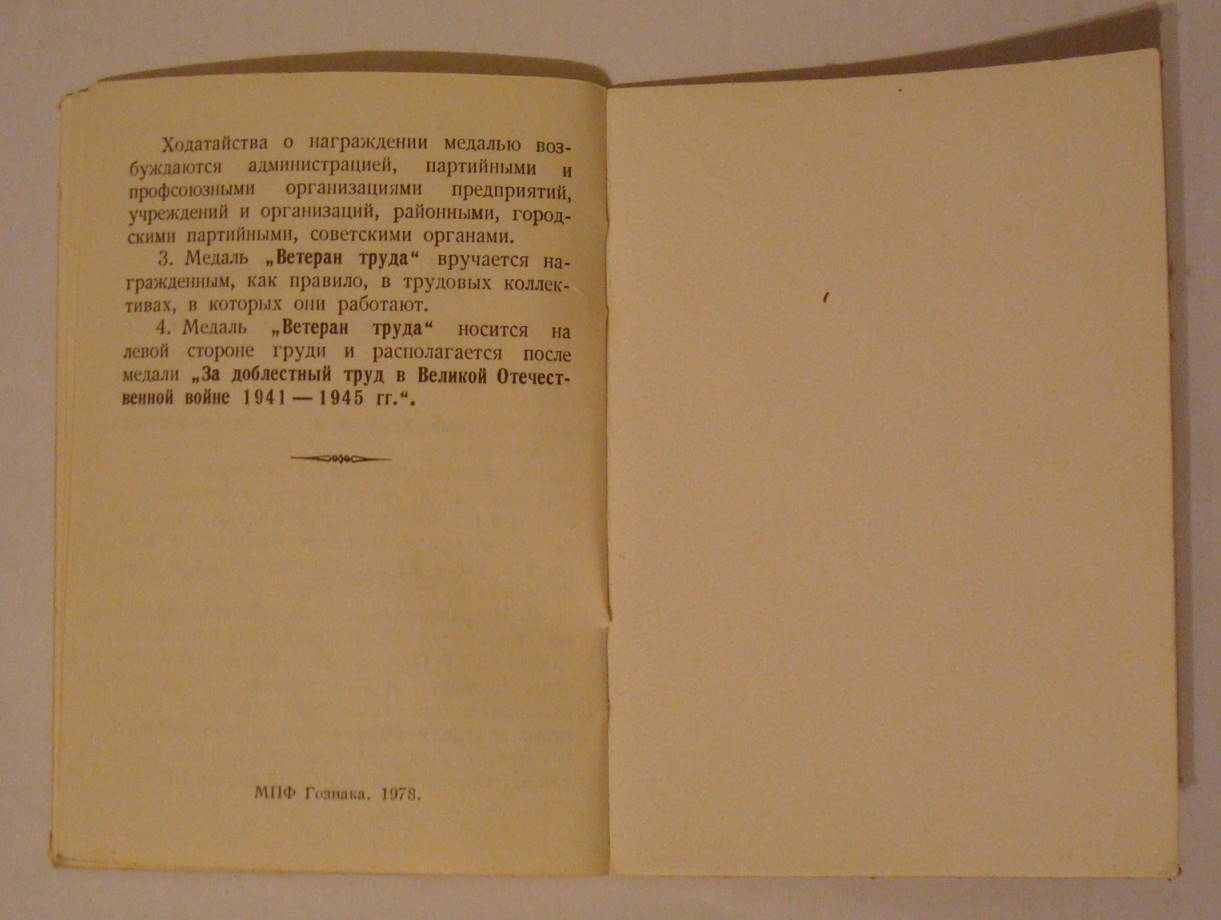 Ходатайства о награждении медалью воз-
буждаются администрацией, партийными и
профсоюзными организациями предприятий,
учреждений и организаций, районными, город-
скими партийными, советскими органами.
3. Медаль „Ветеран труда“ вручается на-
гражденным, как правило, в трудовых коллек-
тивах, в которых они работают.
4. Медаль „Ветеран труда“ носится на
левой стороне груди и располагается после
медали „За доблестный труд в Великой Отечест-
венной войне 1941 — 1945 гг.“.
МПФ Гознака. 1978.